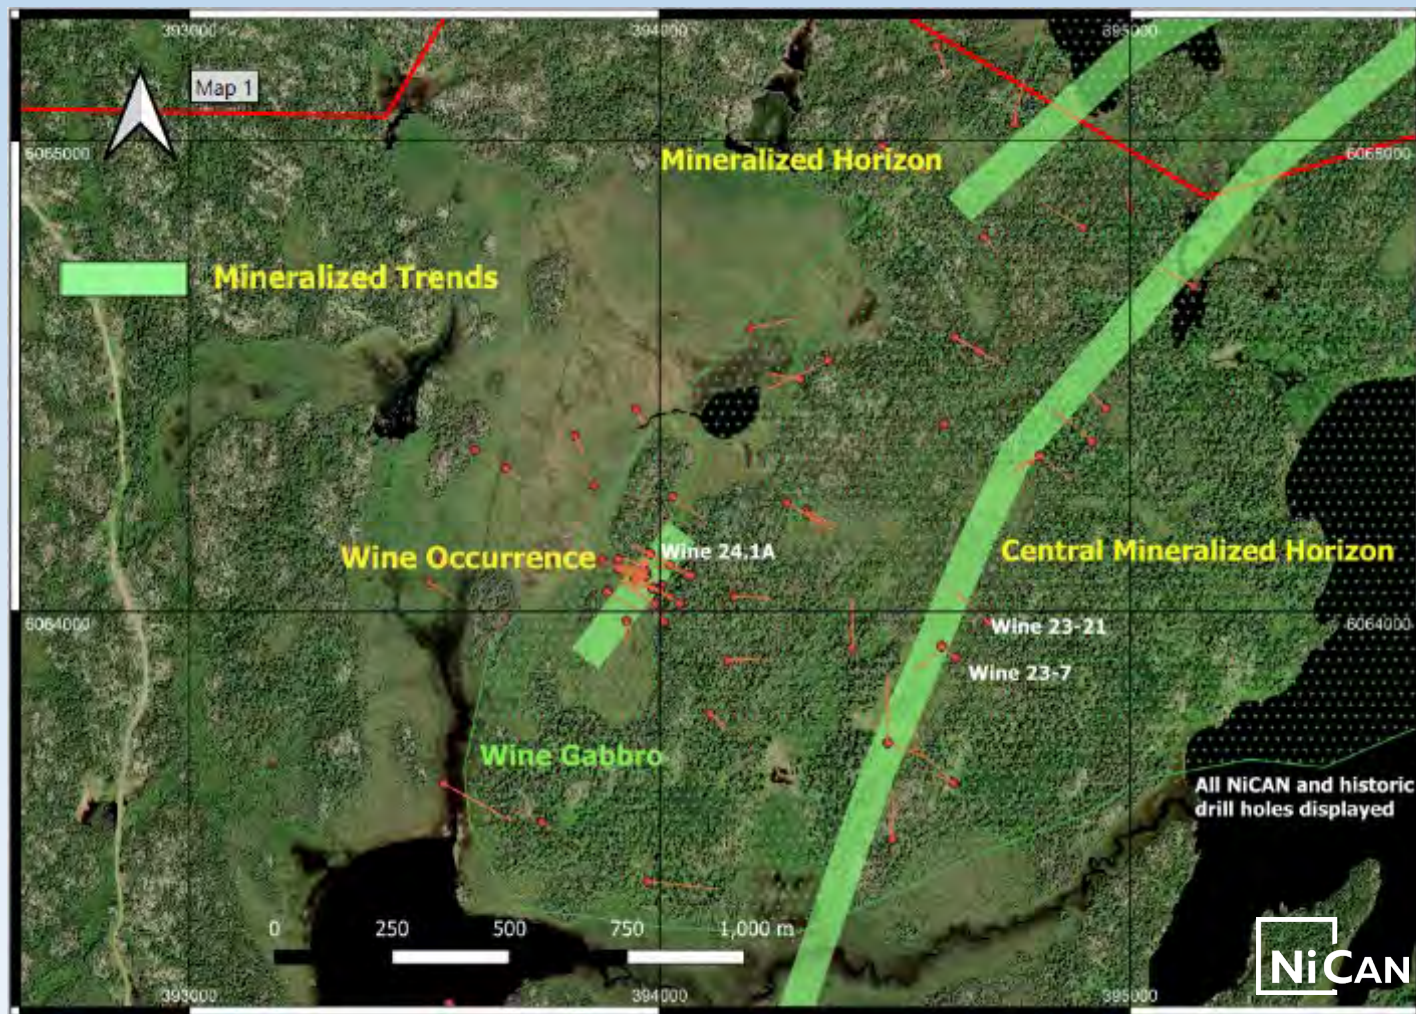 393000
394000
395000
Map 1
6065000
6065000
Mineralized Horizon
Mineralized Trends
Wine Occurrence
Wine 24.1A
Central Mineralized Horizon
6064000
6064000
Wine 23-21
Wine 23-7
Wine Gabbro
All NiCAN and historic
drill holes displayed
0 250 500 750 1,000 m
NiCAN
393000
394000
395000